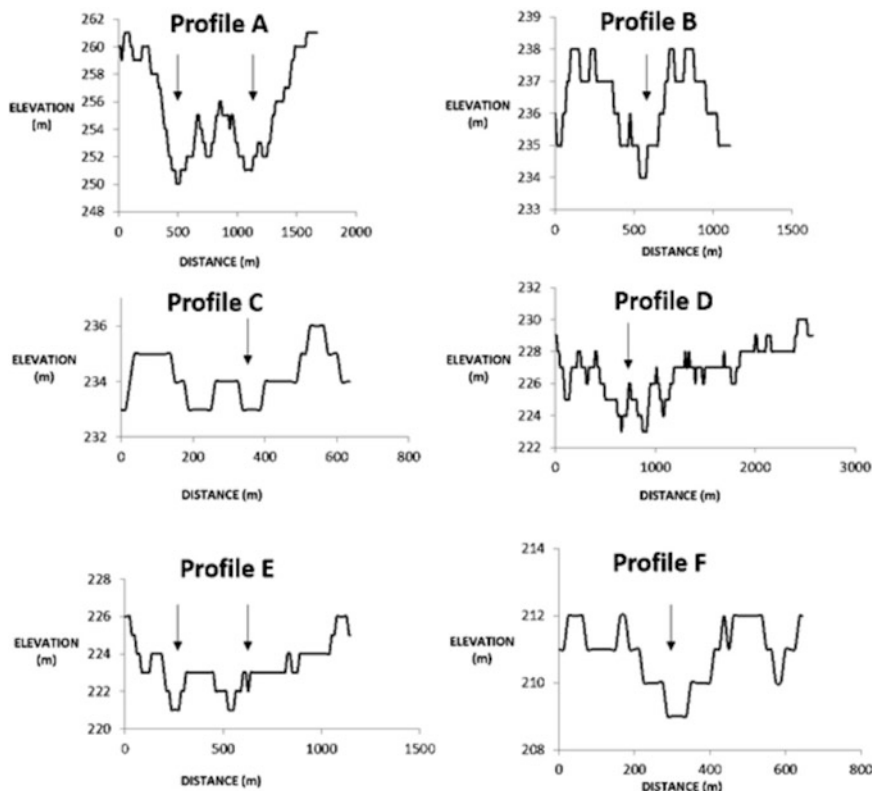 Profile A
262
260
258
256
254
252
250
248
ELEVATION
(m)
0 500 1000 1500 2000
DISTANCE (m)
Profile B
239
238
237
236
235
234
233
ELEVATION
(m)
0 500 1000 1500
DISTANCE (m)
Profile C
236
234
232
ELEVATION
(m)
0 200 400 600 800
DISTANCE (m)
Profile D
230
228
226
224
222
ELEVATION
(m)
0 1000 2000 3000
DISTANCE (m)
Profile E
228
226
224
222
220
ELEVATION
(m)
0 500 1000 1500
DISTANCE (m)
Profile F
214
212
210
208
ELEVATION
(m)
0 200 400 600 800
DISTANCE (m)